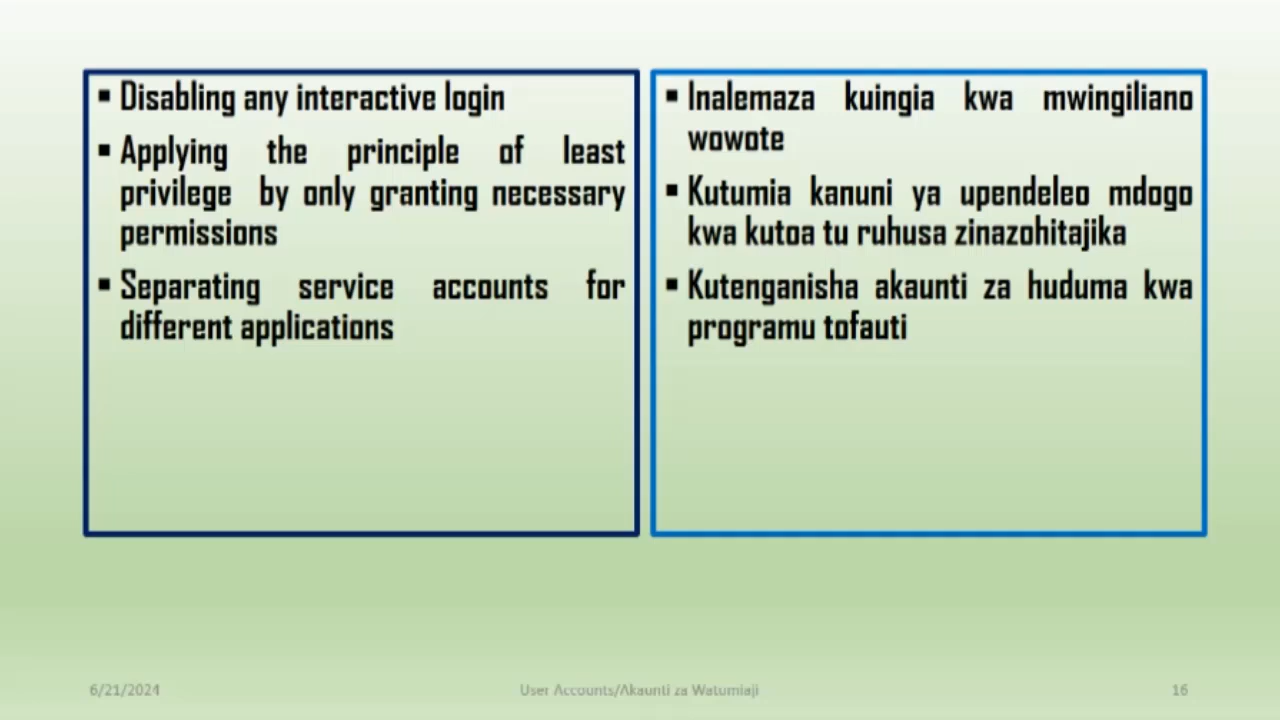 ▪ Disabling any interactive login
▪ Applying the principle of least
privilege by only granting necessary
permissions
▪ Separating service accounts for
different applications
▪ Inalemaza kuingia kwa mwingiliano
wowote
▪ Kutumia kanuni ya upendeleo mdogo
kwa kutoa tu ruhusa zinazohitajika
▪ Kutenganisha akaunti za huduma kwa
programu tofauti
6/21/2024
User Accounts/Akaunti za Watumiaji
16